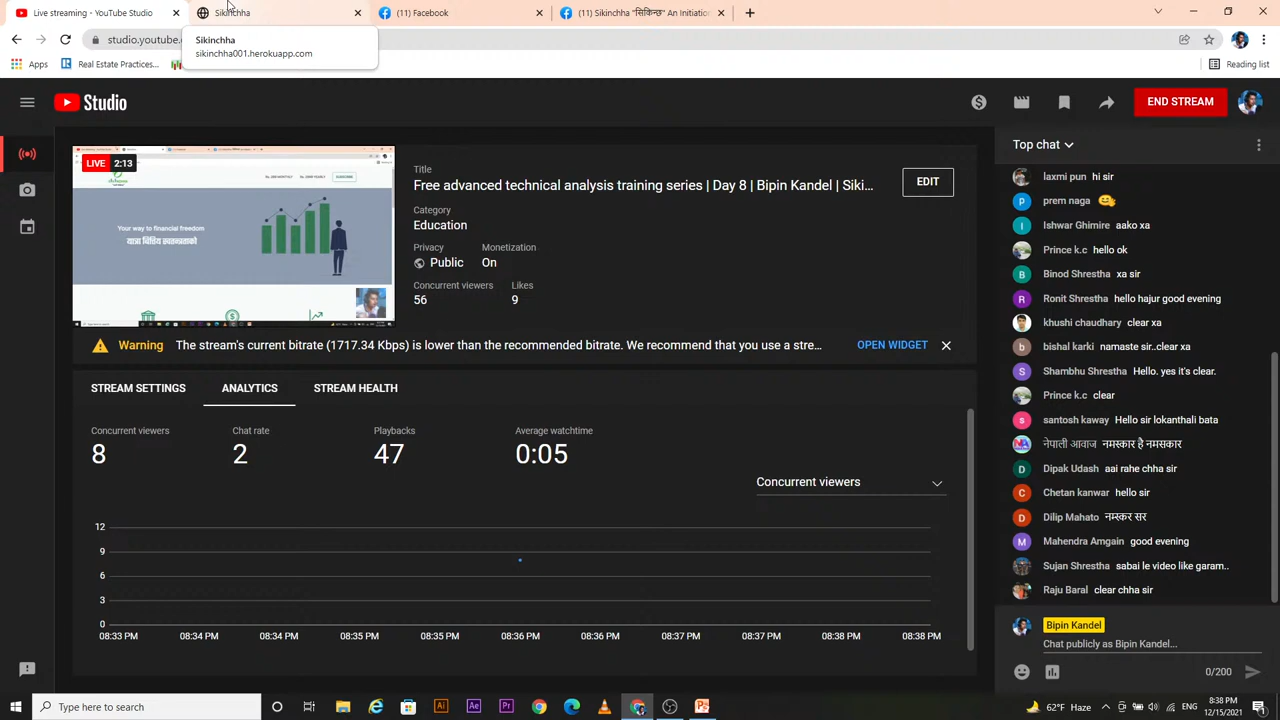 Live streaming - YouTube Studio
Sikinchha
(11) Facebook
(11) Sikinchha "सिकिन्छ" An Initiation
studio.youtube.
Sikinchha
sikinchha001.herokuapp.com
Apps
Real Estate Practices...
Reading list
Studio
END STREAM
LIVE 2:13
Your way to financial freedom
यात्रा वित्तिय स्वतन्त्रताको
SUBSCRIBE
Title
Free advanced technical analysis training series | Day 8 | Bipin Kandel | Siki...
EDIT
Category
Education
Privacy
Monetization
Public
On
Concurrent viewers
Likes
56
9
Warning
The stream's current bitrate (1717.34 Kbps) is lower than the recommended bitrate. We recommend that you use a stre...
OPEN WIDGET
STREAM SETTINGS
ANALYTICS
STREAM HEALTH
Concurrent viewers
Chat rate
Playbacks
Average watchtime
8
2
47
0:05
Concurrent viewers
12
9
6
3
0
08:33 PM
08:34 PM
08:34 PM
08:35 PM
08:35 PM
08:36 PM
08:36 PM
08:37 PM
08:37 PM
08:38 PM
08:38 PM
Top chat
laxmi pun hi sir
prem naga
Ishwar Ghimire aako xa
Prince k.c hello ok
Binod Shrestha xa sir
Ronit Shrestha hello hajur good evening
khushi chaudhary clear xa
bishal karki namaste sir..clear xa
Shambhu Shrestha Hello. yes it's clear.
Prince k.c clear
santosh kaway Hello sir lokanthali bata
नेपाली आवाज नमस्कार है नमसकार
Dipak Udash aai rahe chha sir
Chetan kanwar hello sir
Dilip Mahato नम्स्कर सर
Mahendra Amgain good evening
Sujan Shrestha sabai le video like garam..
Raju Baral clear chha sir
Bipin Kandel
Chat publicly as Bipin Kandel...
0/200
Type here to search
62°F Haze
8:38 PM
12/15/2021